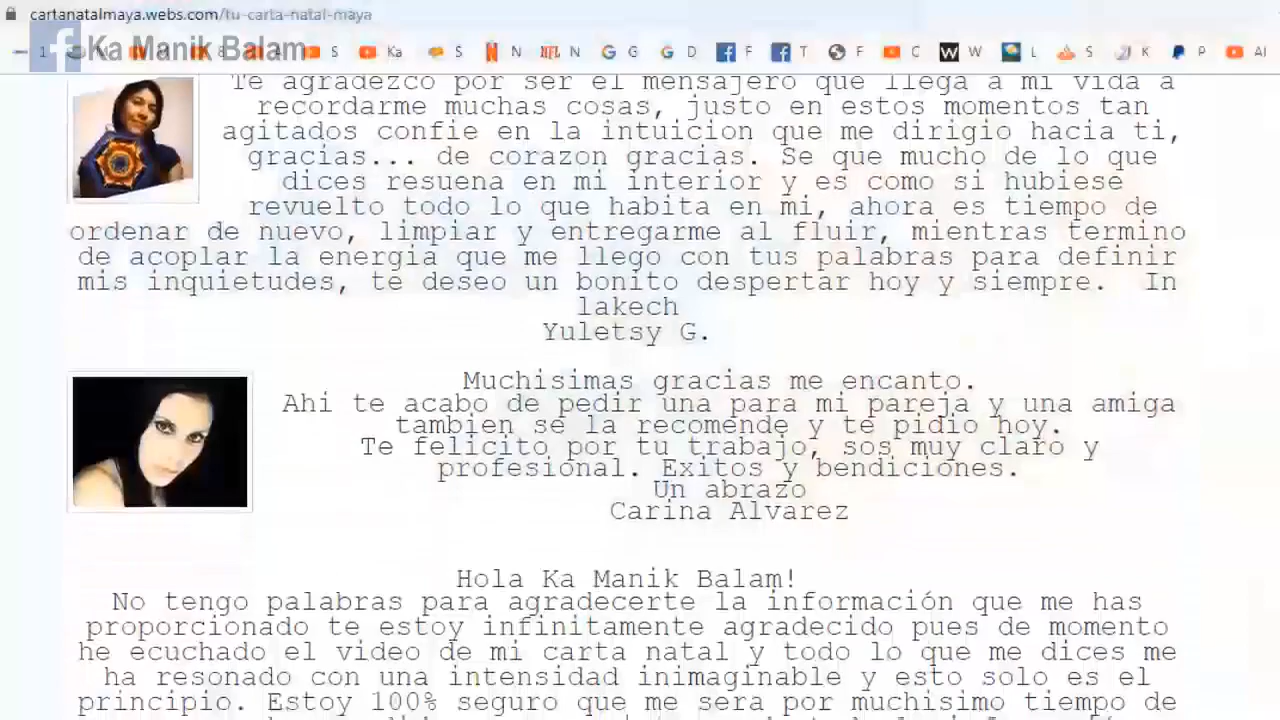 cartanatalmaya.webs.com/tu-carta-natal-maya
Ka Manik Balam
1 S Ka S N N G D F T F C W L S K P AI
Te agradezco por ser el mensajero que llega a mi vida a
recordarme muchas cosas, justo en estos momentos tan
agitados confie en la intuicion que me dirigio hacia ti,
gracias... de corazon gracias. Se que mucho de lo que
dices resuena en mi interior y es como si hubiese
revuelto todo lo que habita en mi, ahora es tiempo de
ordenar de nuevo, limpiar y entregarme al fluir, mientras termino
de acoplar la energia que me llego con tus palabras para definir
mis inquietudes, te deseo un bonito despertar hoy y siempre. In
lakech
Yuletsy G.
Muchisimas gracias me encanto.
Ahi te acabo de pedir una para mi pareja y una amiga
tambien se la recomende y te pidio hoy.
Te felicito por tu trabajo, sos muy claro y
profesional. Exitos y bendiciones.
Un abrazo
Carina Alvarez
Hola Ka Manik Balam!
No tengo palabras para agradecerte la información que me has
proporcionado te estoy infinitamente agradecido pues de momento
he ecuchado el video de mi carta natal y todo lo que me dices me
ha resonado con una intensidad inimaginable y esto solo es el
principio. Estoy 100% seguro que me sera por muchisimo tiempo de